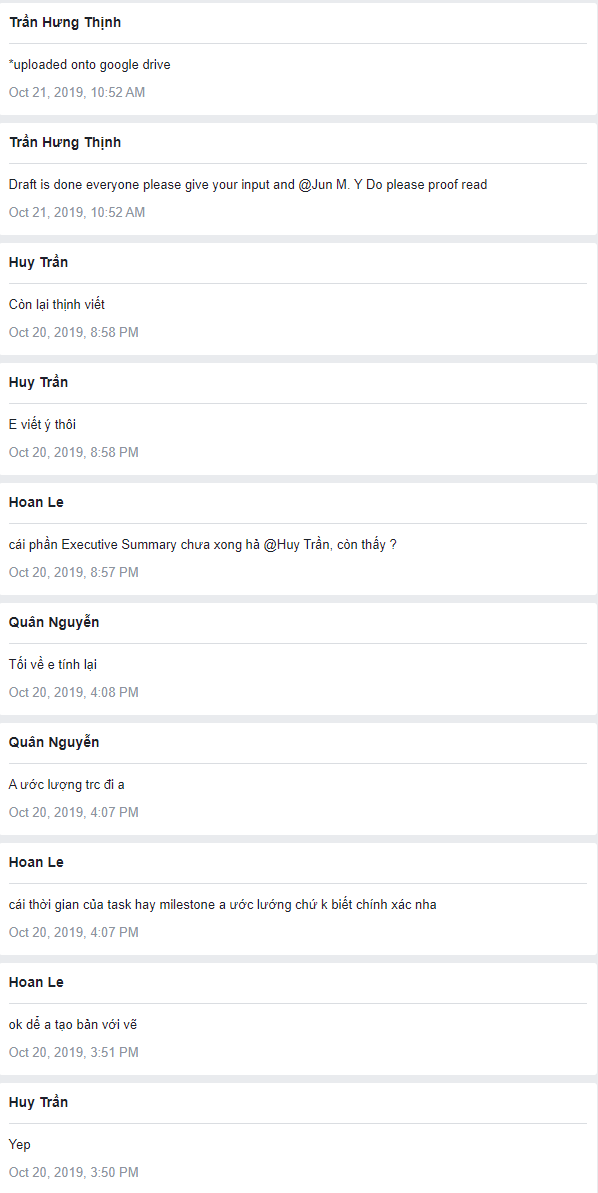 Trần Hưng Thịnh
*uploaded onto google drive
Oct 21, 2019, 10:52 AM
Trần Hưng Thịnh
Draft is done everyone please give your input and @Jun M. Y Do please proof read
Oct 21, 2019, 10:52 AM
Huy Trần
Còn lại thịnh viết
Oct 20, 2019, 8:58 PM
Huy Trần
E viết ý thôi
Oct 20, 2019, 8:58 PM
Hoan Le
cái phần Executive Summary chưa xong hả @Huy Trần, còn thấy ?
Oct 20, 2019, 8:57 PM
Quân Nguyễn
Tối về e tính lại
Oct 20, 2019, 4:08 PM
Quân Nguyễn
A ước lượng trc đi a
Oct 20, 2019, 4:07 PM
Hoan Le
cái thời gian của task hay milestone a ước lướng chứ k biết chính xác nha
Oct 20, 2019, 4:07 PM
Hoan Le
ok dể a tạo bản với vẽ
Oct 20, 2019, 3:51 PM
Huy Trần
Yep
Oct 20, 2019, 3:50 PM